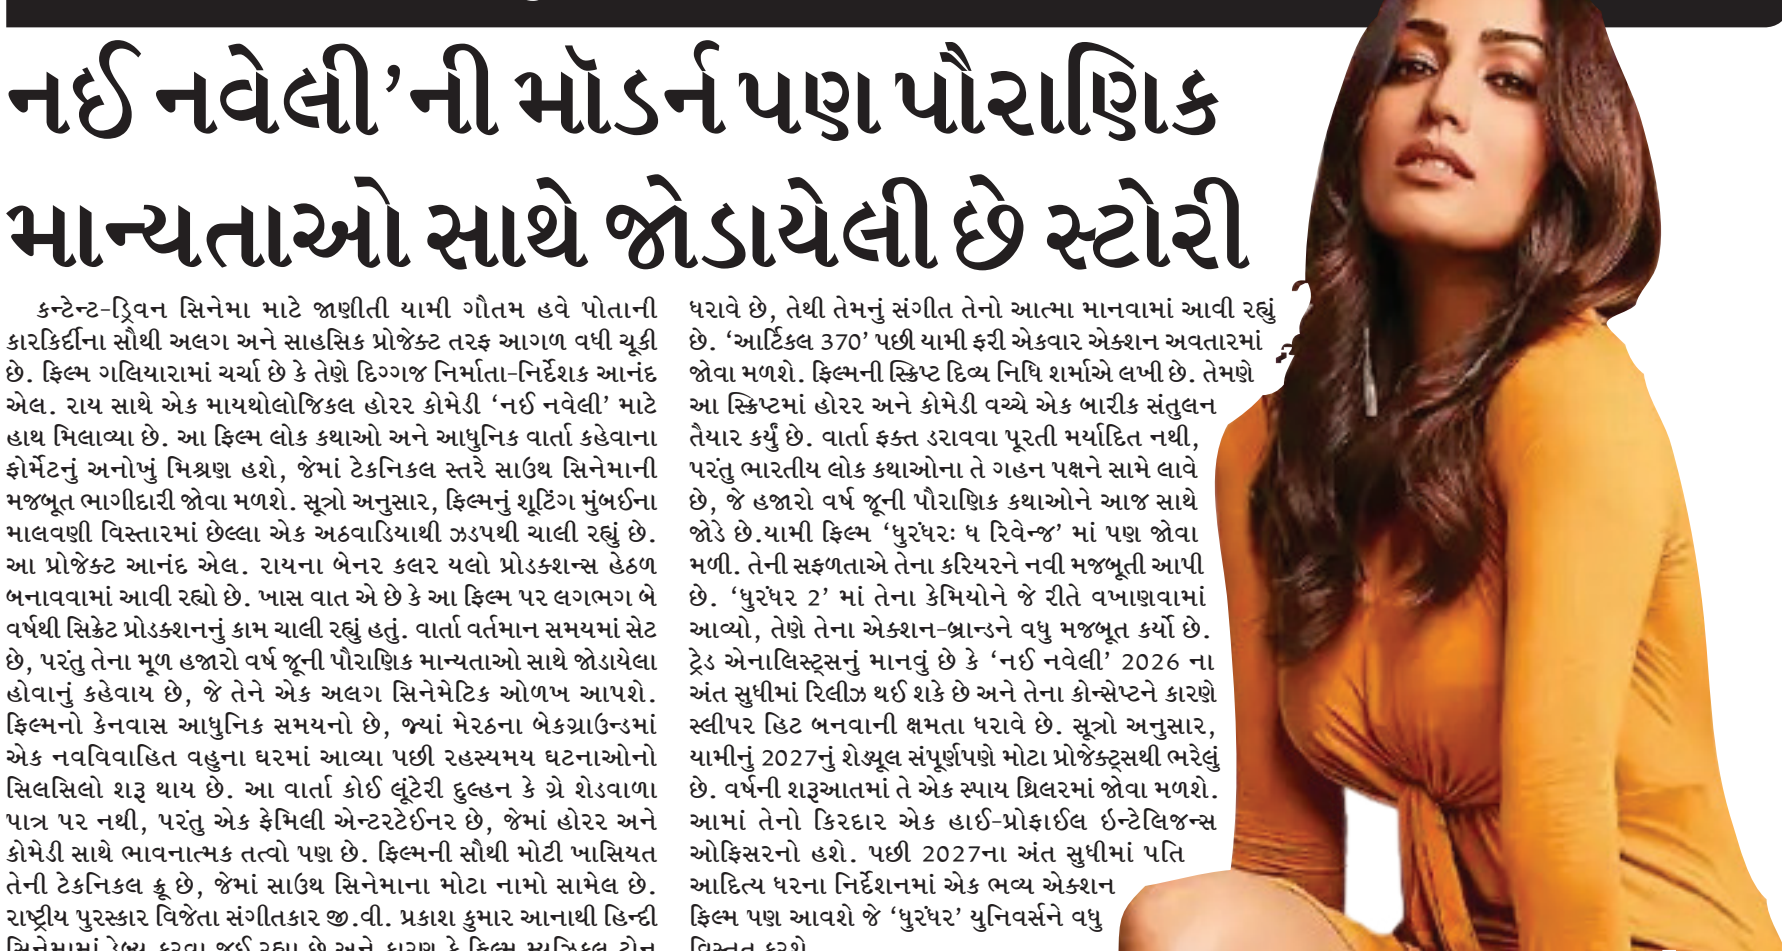 નઈ નવેલી'ની મૉડર્ન પણ પૌરાણિક
માન્યતાઓ સાથે જોડાયેલી છે સ્ટોરી
કન્ટેન્ટ-ડ્રિવન સિનેમા માટે જાણીતી યામી ગૌતમ હવે પોતાની
કારકિર્દીના સૌથી અલગ અને સાહસિક પ્રોજેક્ટ તરફ આગળ વધી ચૂકી
છે. ફિલ્મ ગલિયારામાં ચર્ચા છે કે તેણે દિગ્ગજ નિર્માતા-નિર્દેશક આનંદ
એલ. રાય સાથે એક માયથોલોજિકલ હોરર કોમેડી 'નઈ નવેલી' માટે
હાથ મિલાવ્યા છે. આ ફિલ્મ લોક કથાઓ અને આધુનિક વાર્તા કહેવાના
ફોર્મેટનું અનોખું મિશ્રણ હશે, જેમાં ટેકનિકલ સ્તરે સાઉથ સિનેમાની
મજબૂત ભાગીદારી જોવા મળશે. સૂત્રો અનુસાર, ફિલ્મનું શૂટિંગ મુંબઈના
માલવણી વિસ્તારમાં છેલ્લા એક અઠવાડિયાથી ઝડપથી ચાલી રહ્યું છે.
આ પ્રોજેક્ટ આનંદ એલ. રાયના બેનર કલર યલો પ્રોડક્શન્સ હેઠળ
બનાવવામાં આવી રહ્યો છે. ખાસ વાત એ છે કે આ ફિલ્મ પર લગભગ બે
વર્ષથી સિક્રેટ પ્રોડક્શનનું કામ ચાલી રહ્યું હતું. વાર્તા વર્તમાન સમયમાં સેટ
છે, પરંતુ તેના મૂળ હજારો વર્ષ જૂની પૌરાણિક માન્યતાઓ સાથે જોડાયેલા
હોવાનું કહેવાય છે, જે તેને એક અલગ સિનેમેટિક ઓળખ આપશે.
ફિલ્મનો કેનવાસ આધુનિક સમયનો છે, જ્યાં મેરઠના બેકગ્રાઉન્ડમાં
એક નવવિવાહિત વહુના ઘરમાં આવ્યા પછી રહસ્યમય ઘટનાઓનો
સિલસિલો શરૂ થાય છે. આ વાર્તા કોઈ લૂંટેરી દુલ્હન કે ગ્રે શેડવાળા
પાત્ર પર નથી, પરંતુ એક ફેમિલી એન્ટરટેઈનર છે, જેમાં હોરર અને
કોમેડી સાથે ભાવનાત્મક તત્વો પણ છે. ફિલ્મની સૌથી મોટી ખાસિયત
તેની ટેકનિકલ ક્રૂ છે, જેમાં સાઉથ સિનેમાના મોટા નામો સામેલ છે.
રાષ્ટ્રીય પુરસ્કાર વિજેતા સંગીતકાર જી.વી. પ્રકાશ કુમાર આનાથી હિન્દી
સિનેમામાં ડેબ્યૂ કરવા જઈ રહ્યા છે અને કારણ કે ફિલ્મ મ્યુઝિકલ ટોન
ધરાવે છે, તેથી તેમનું સંગીત તેનો આત્મા માનવામાં આવી રહ્યું
છે. 'આર્ટિકલ 370' પછી યામી ફરી એકવાર એક્શન અવતારમાં
જોવા મળશે. ફિલ્મની સ્ક્રિપ્ટ દિવ્ય નિધિ શર્માએ લખી છે. તેમણે
આ સ્ક્રિપ્ટમાં હોરર અને કોમેડી વચ્ચે એક બારીક સંતુલન
તૈયાર કર્યું છે. વાર્તા ફક્ત ડરાવવા પૂરતી મર્યાદિત નથી,
પરંતુ ભારતીય લોક કથાઓના તે ગહન પક્ષને સામે લાવે
છે, જે હજારો વર્ષ જૂની પૌરાણિક કથાઓને આજ સાથે
જોડે છે.યામી ફિલ્મ 'ધુરંધરઃ ધ રિવેન્જ' માં પણ જોવા
મળી. તેની સફળતાએ તેના કરિયરને નવી મજબૂતી આપી
છે. 'ધુરંધર 2' માં તેના કેમિયોને જે રીતે વખાણવામાં
આવ્યો, તેણે તેના એક્શન-બ્રાન્ડને વધુ મજબૂત કર્યો છે.
ટ્રેડ એનાલિસ્ટ્સનું માનવું છે કે 'નઈ નવેલી' 2026 ના
અંત સુધીમાં રિલીઝ થઈ શકે છે અને તેના કોન્સેપ્ટને કારણે
સ્લીપર હિટ બનવાની ક્ષમતા ધરાવે છે. સૂત્રો અનુસાર,
યામીનું 2027નું શેડ્યૂલ સંપૂર્ણપણે મોટા પ્રોજેક્ટ્સથી ભરેલું
છે. વર્ષની શરૂઆતમાં તે એક સ્પાય થ્રિલરમાં જોવા મળશે.
આમાં તેનો કિરદાર એક હાઈ-પ્રોફાઈલ ઇન્ટેલિજન્સ
ઓફિસરનો હશે. પછી 2027ના અંત સુધીમાં પતિ
આદિત્ય ધરના નિર્દેશનમાં એક ભવ્ય એક્શન
ફિલ્મ પણ આવશે જે 'ધુરંધર' યુનિવર્સને વધુ
વિસ્તૃત કરશે